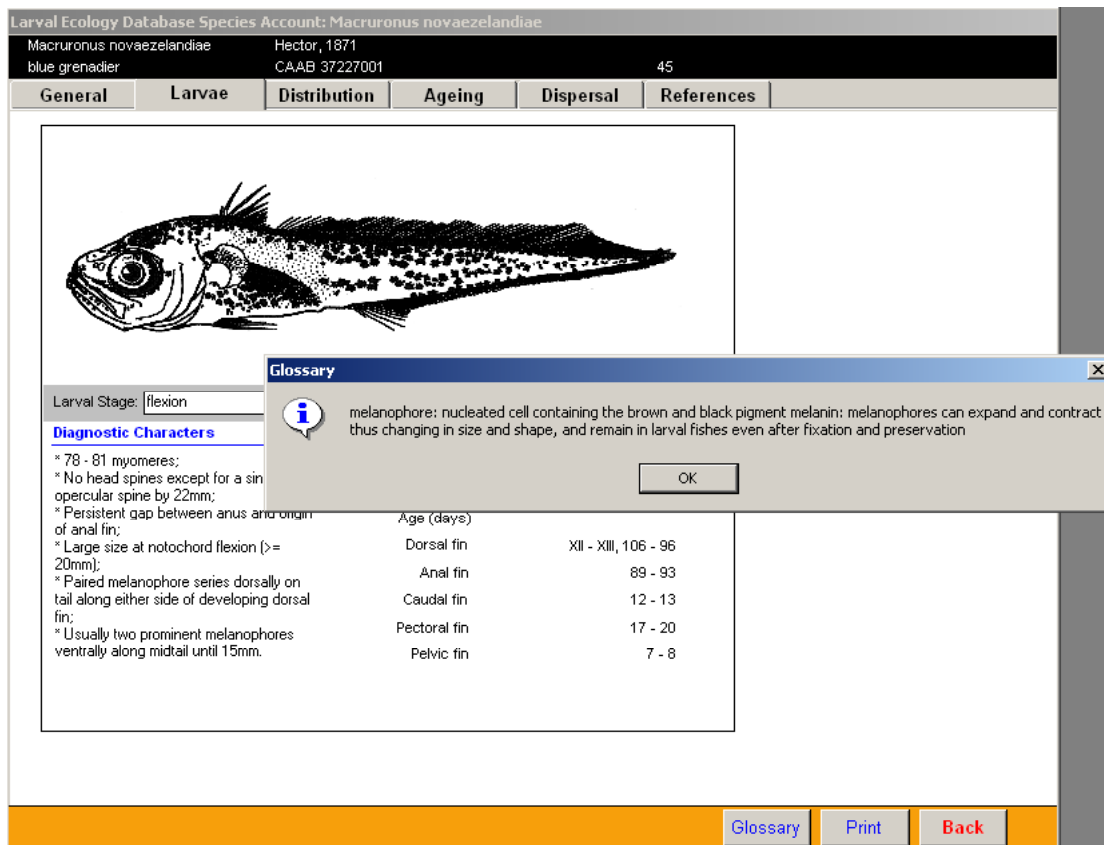 Larval Ecology Database Species Account: Macruronus novaezelandiae
Macruronus novaezelandiae Hector, 1871
blue grenadier CAAB 37227001 45
General Larvae Distribution Ageing Dispersal References
Glossary
melanophore: nucleated cell containing the brown and black pigment melanin: melanophores can expand and contract
thus changing in size and shape, and remain in larval fishes even after fixation and preservation
OK
Larval Stage: flexion
Diagnostic Characters
* 78 - 81 myomeres;
* No head spines except for a sin
opercular spine by 22mm;
* Persistent gap between anus and origin
of anal fin;
* Large size at notochord flexion (>=
20mm);
* Paired melanophore series dorsally on
tail along either side of developing dorsal
fin;
* Usually two prominent melanophores
ventrally along midtail until 15mm.
Age (days)
Dorsal fin XII - XIII, 106 - 96
Anal fin 89 - 93
Caudal fin 12 - 13
Pectoral fin 17 - 20
Pelvic fin 7 - 8
Glossary Print Back